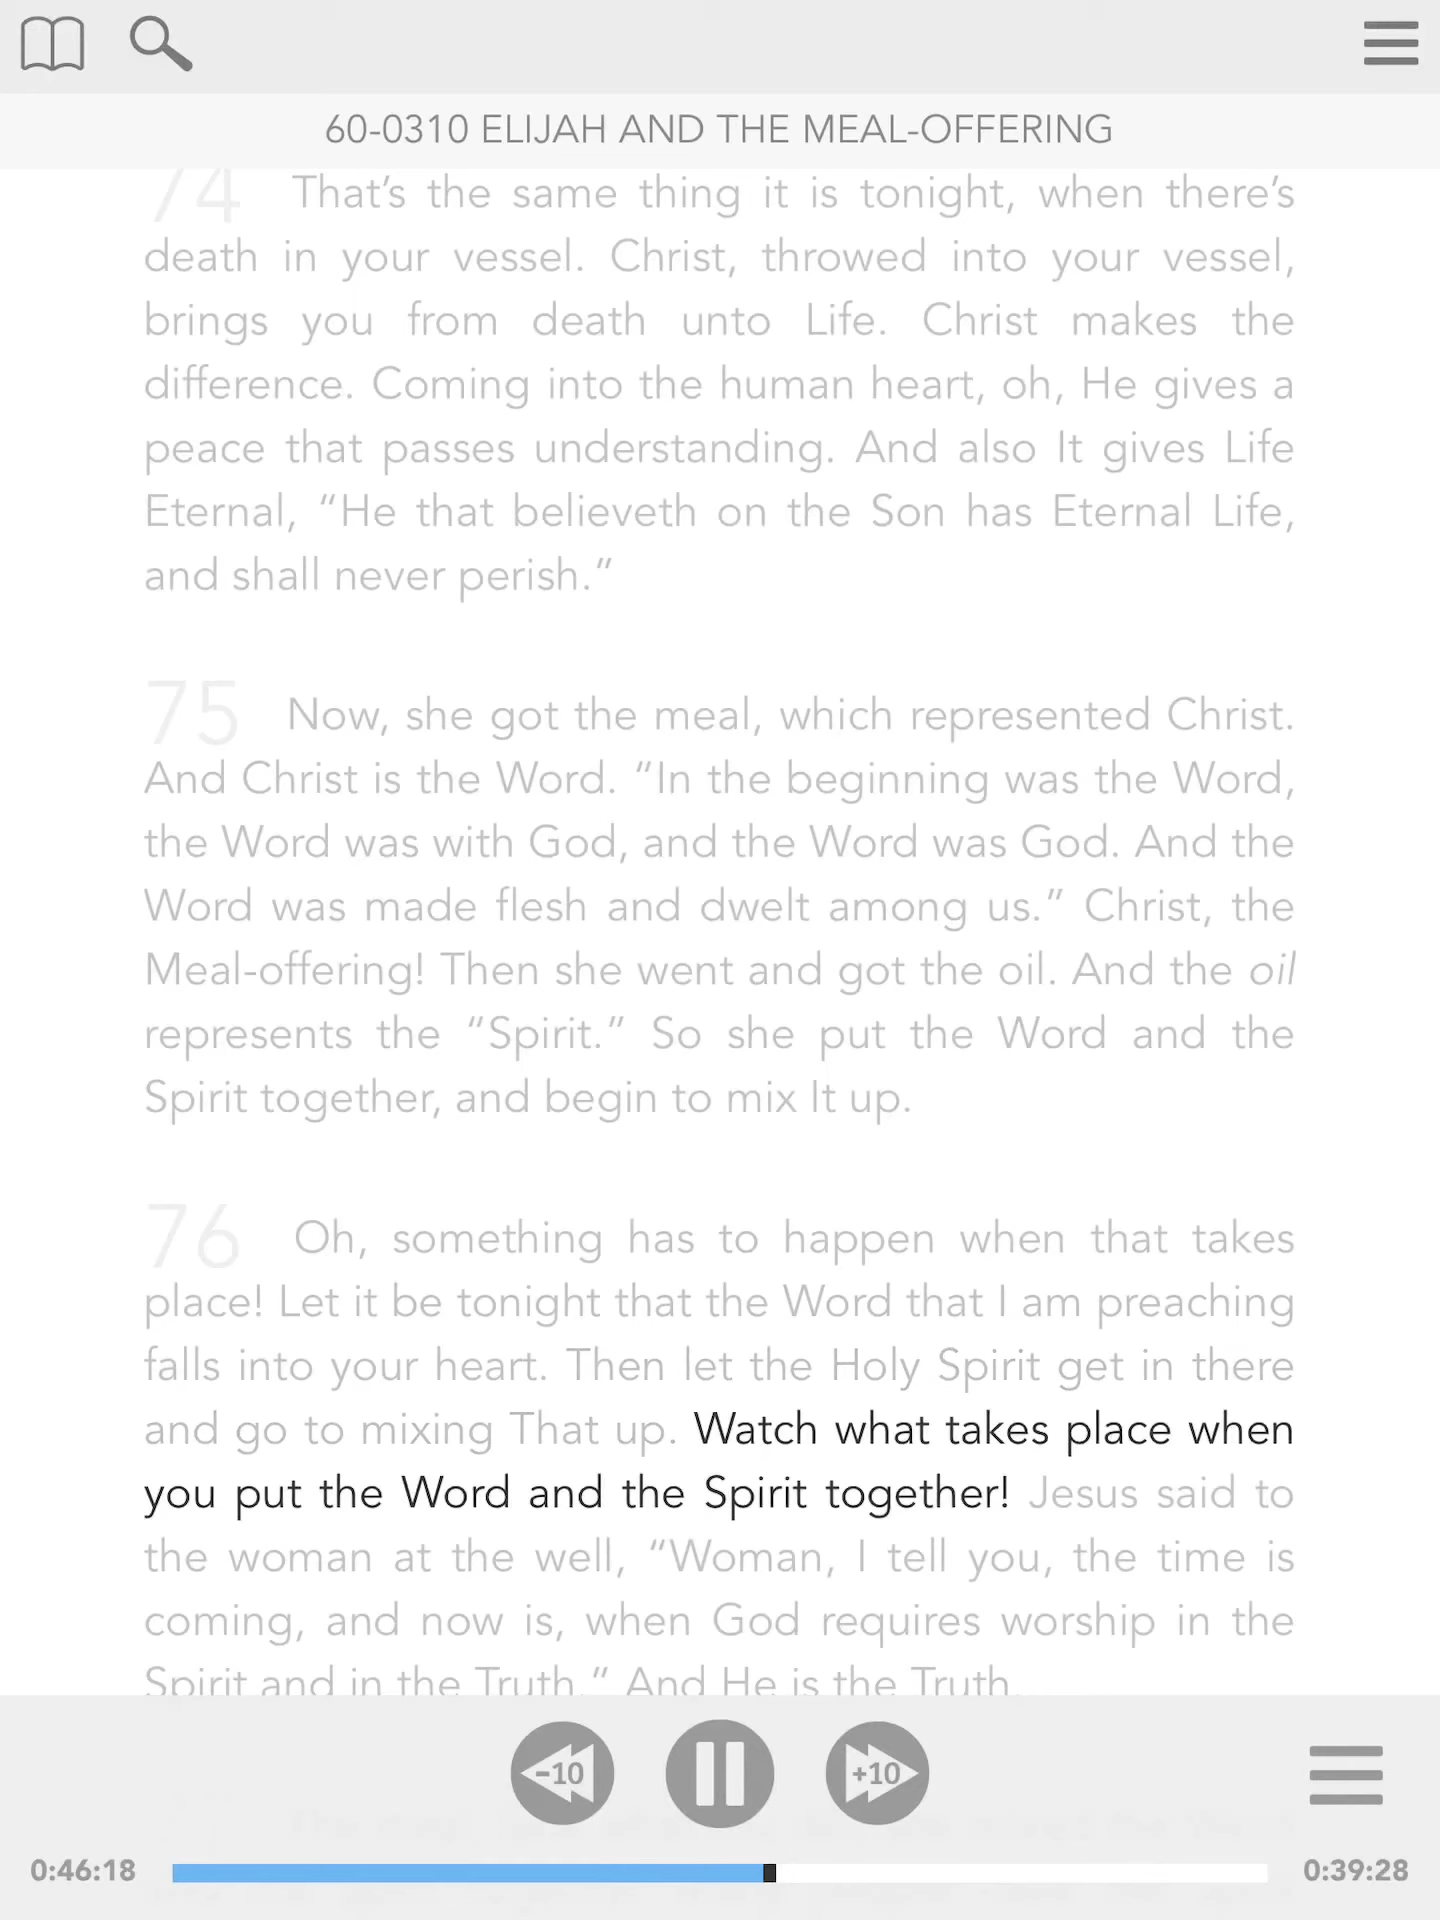 60-0310 ELIJAH AND THE MEAL-OFFERING
74 That’s the same thing it is tonight, when there’s
death in your vessel. Christ, throwed into your vessel,
brings you from death unto Life. Christ makes the
difference. Coming into the human heart, oh, He gives a
peace that passes understanding. And also It gives Life
Eternal, “He that believeth on the Son has Eternal Life,
and shall never perish.”
75 Now, she got the meal, which represented Christ.
And Christ is the Word. “In the beginning was the Word,
the Word was with God, and the Word was God. And the
Word was made flesh and dwelt among us.” Christ, the
Meal-offering! Then she went and got the oil. And the oil
represents the “Spirit.” So she put the Word and the
Spirit together, and begin to mix It up.
76 Oh, something has to happen when that takes
place! Let it be tonight that the Word that I am preaching
falls into your heart. Then let the Holy Spirit get in there
and go to mixing That up. Watch what takes place when
you put the Word and the Spirit together! Jesus said to
the woman at the well, “Woman, I tell you, the time is
coming, and now is, when God requires worship in the
Spirit and in the Truth.” And He is the Truth.
-10 +10
0:46:18 0:39:28